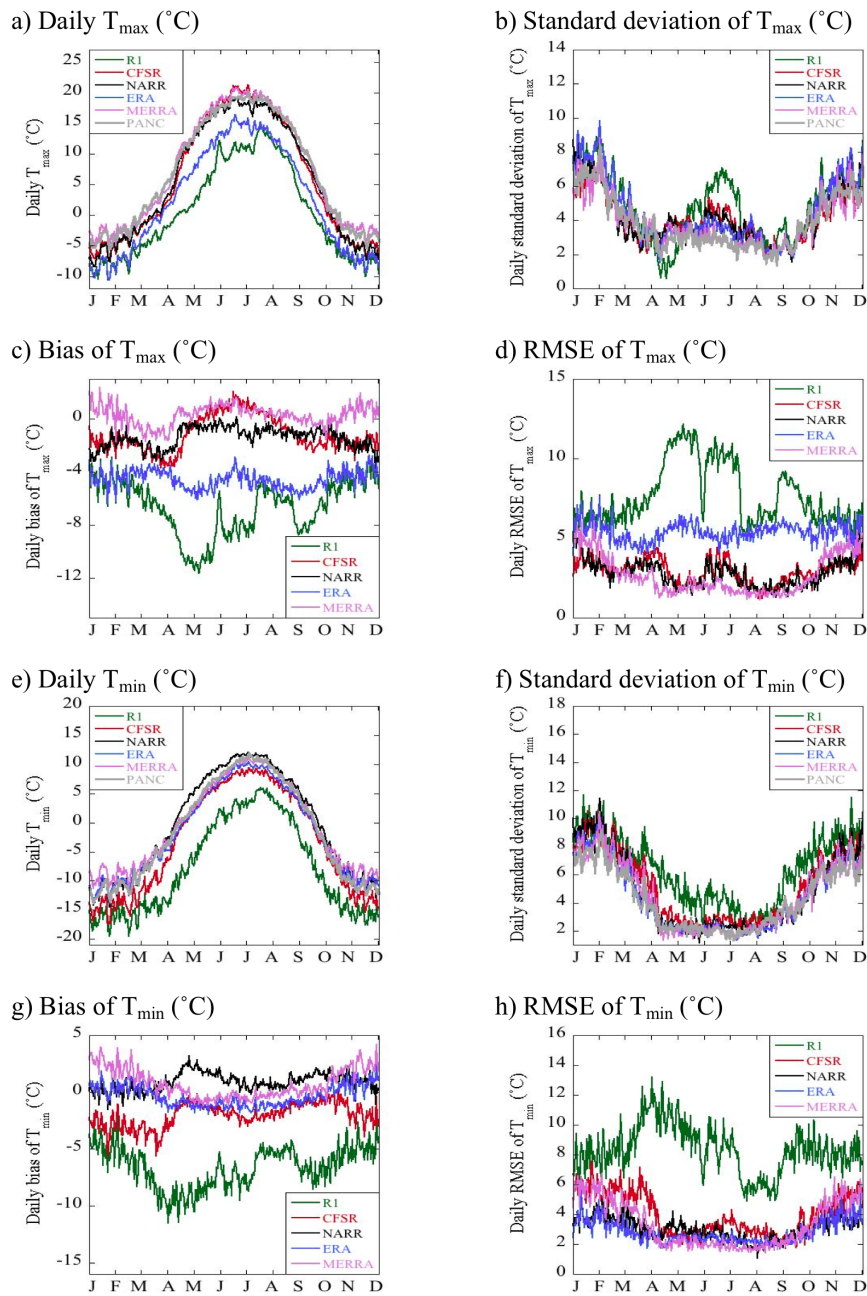 a) Daily Tmax (˚C)
25
20
15
10
5
0
-5
-10
Daily Tmax (˚C)
R1
CFSR
NARR
ERA
MERRA
PANC
J F M A M J J A S O N D
b) Standard deviation of Tmax (˚C)
14
12
10
8
6
4
2
0
Daily standard deviation of Tmax (˚C)
R1
CFSR
NARR
ERA
MERRA
PANC
J F M A M J J A S O N D
c) Bias of Tmax (˚C)
0
-4
-8
-12
Daily bias of Tmax (˚C)
R1
CFSR
NARR
ERA
MERRA
J F M A M J J A S O N D
d) RMSE of Tmax (˚C)
15
10
5
0
Daily RMSE of Tmax (˚C)
R1
CFSR
NARR
ERA
MERRA
J F M A M J J A S O N D
e) Daily Tmin (˚C)
20
15
10
5
0
-5
-10
-15
-20
Daily Tmin (˚C)
R1
CFSR
NARR
ERA
MERRA
PANC
J F M A M J J A S O N D
f) Standard deviation of Tmin (˚C)
18
16
14
12
10
8
6
4
2
Daily standard deviation of Tmin (˚C)
R1
CFSR
NARR
ERA
MERRA
PANC
J F M A M J J A S O N D
g) Bias of Tmin (˚C)
5
0
-5
-10
-15
Daily bias of Tmin (˚C)
R1
CFSR
NARR
ERA
MERRA
J F M A M J J A S O N D
h) RMSE of Tmin (˚C)
16
14
12
10
8
6
4
2
0
Daily RMSE of Tmin (˚C)
R1
CFSR
NARR
ERA
MERRA
J F M A M J J A S O N D